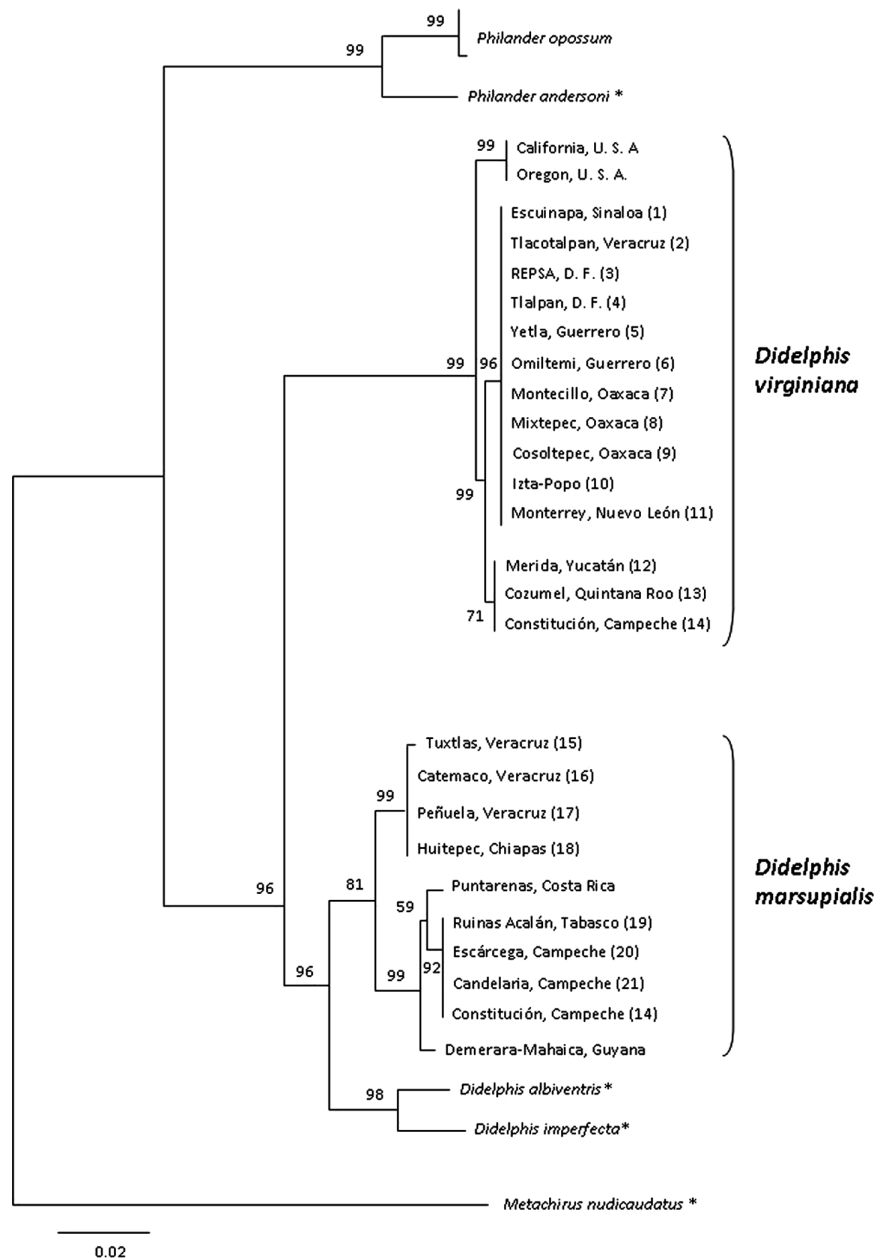 99
Philander opossum
99
Philander andersoni *
99
California, U. S. A
Oregon, U. S. A.
Escuinapa, Sinaloa (1)
Tlacotalpan, Veracruz (2)
REPSA, D. F. (3)
Tlalpan, D. F. (4)
Yetla, Guerrero (5)
99
96
Omiltemi, Guerrero (6)
Didelphis
virginiana
Montecillo, Oaxaca (7)
Mixtepec, Oaxaca (8)
Cosoltepec, Oaxaca (9)
Izta-Popo (10)
99
Monterrey, Nuevo León (11)
Merida, Yucatán (12)
Cozumel, Quintana Roo (13)
71
Constitución, Campeche (14)
Tuxtlas, Veracruz (15)
Catemaco, Veracruz (16)
99
Peñuela, Veracruz (17)
Huitepec, Chiapas (18)
Didelphis
marsupialis
96
81
Puntarenas, Costa Rica
59
Ruinas Acalán, Tabasco (19)
Escárcega, Campeche (20)
96
99
92
Candelaria, Campeche (21)
Constitución, Campeche (14)
Demerara-Mahaica, Guyana
98
Didelphis albiventris *
Didelphis imperfecta*
Metachirus nudicaudatus *
0.02